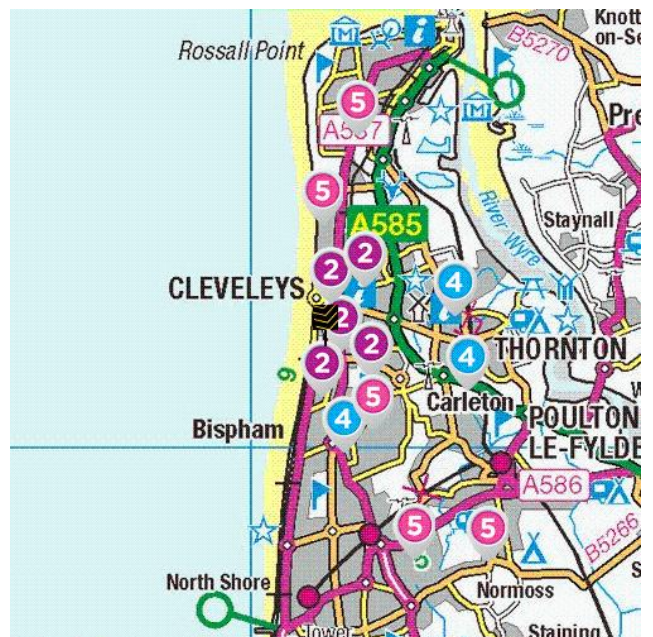 Knott
on-Se
B5270
Rossall Point
M
i
5
M
A587
Pre
5
River Wyre
A585
Staynall
2
2
4
CLEVELEYS
2
2
THORNTON
4
2
5
Carleton
9
4
Bispham
POULTON
LE-FYLDE
A586
5
5
B5266
North Shore
Normoss
Tower
Staining